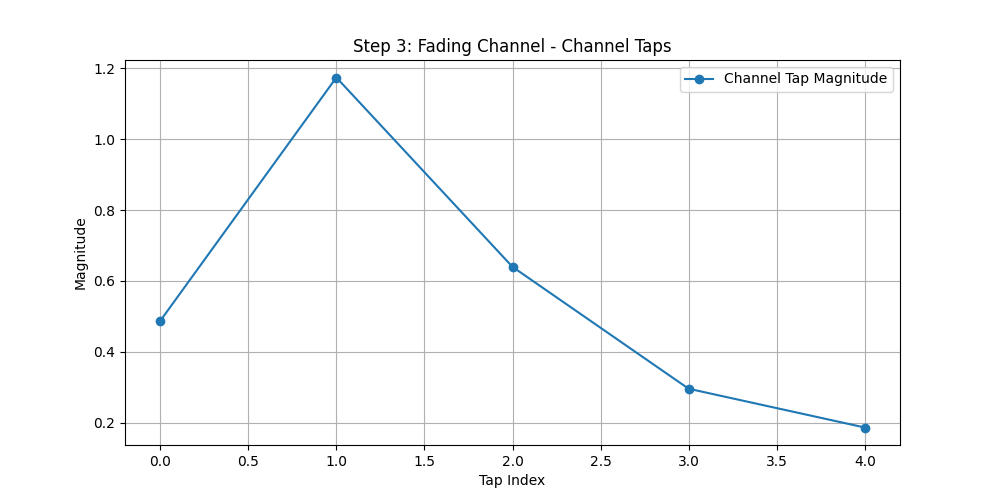 Step 3: Fading Channel - Channel Taps
Channel Tap Magnitude
Magnitude
1.2
1.0
0.8
0.6
0.4
0.2
0.0 0.5 1.0 1.5 2.0 2.5 3.0 3.5 4.0
Tap Index